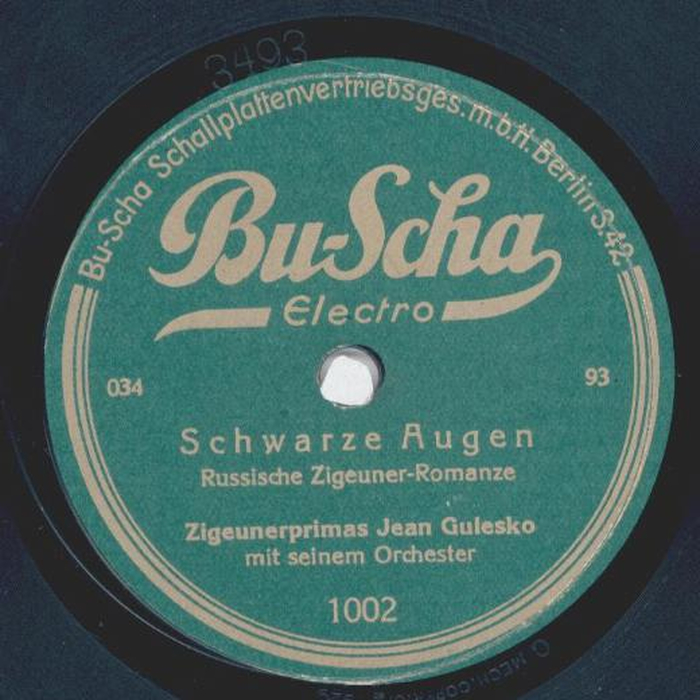 3493
Bu-Scha Schallplattenvertriebsges. m.b.H. Berlin S.42
Bu-Scha
Electro
034
93
Schwarze Augen
Russische Zigeuner-Romanze
Zigeunerprimas Jean Gulesko
mit seinem Orchester
1002